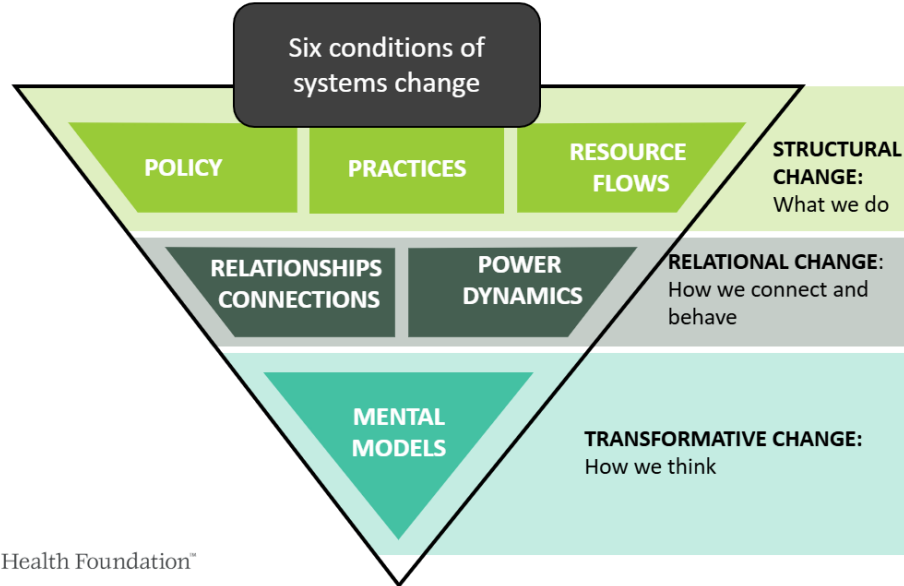 Six conditions of
systems change
POLICY
PRACTICES
RESOURCE
FLOWS
STRUCTURAL
CHANGE:
What we do
RELATIONSHIPS
CONNECTIONS
POWER
DYNAMICS
RELATIONAL CHANGE:
How we connect and
behave
MENTAL
MODELS
TRANSFORMATIVE CHANGE:
How we think
Health Foundation™